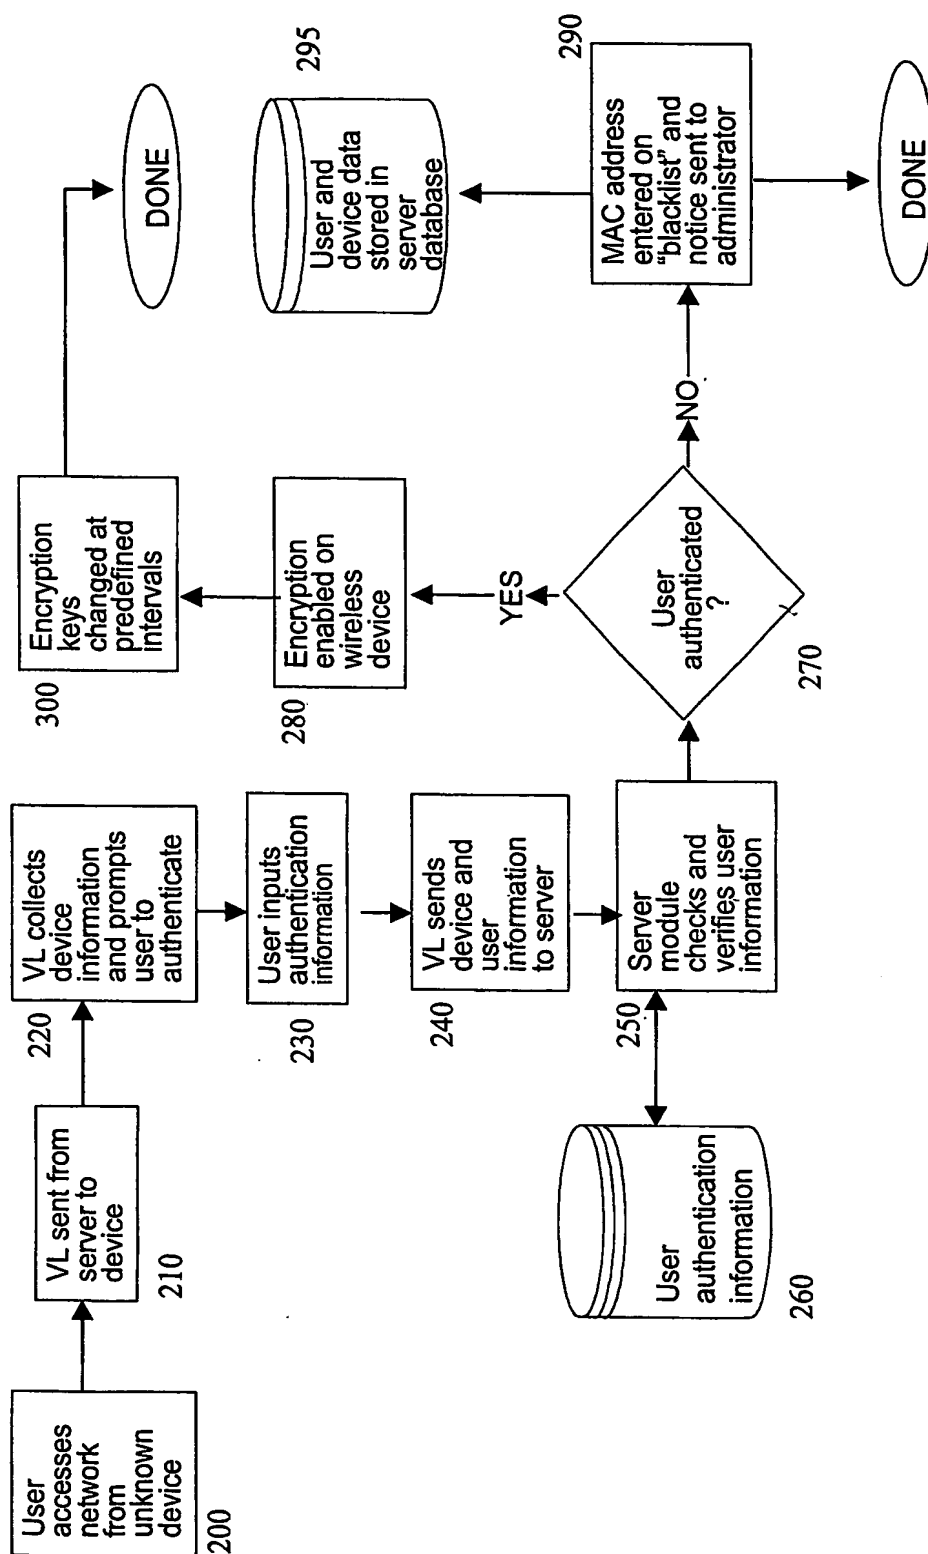 User
accesses
network
from
unknown
device
200
VL sent from
server to
device
210
VL collects
device
information
and prompts
user to
authenticate
220
User inputs
authentication
information
230
VL sends
device and
user
information
to server
240
Server
module
checks and
verifies user
information
250
User
authentication
information
260
User
authenticated
?
270
YES
NO
Encryption
enabled on
wireless
device
280
Encryption
keys
changed at
predefined
intervals
300
DONE
MAC address
entered on
"blacklist" and
notice sent to
administrator
290
User and
device data
stored in
server
database
295
DONE